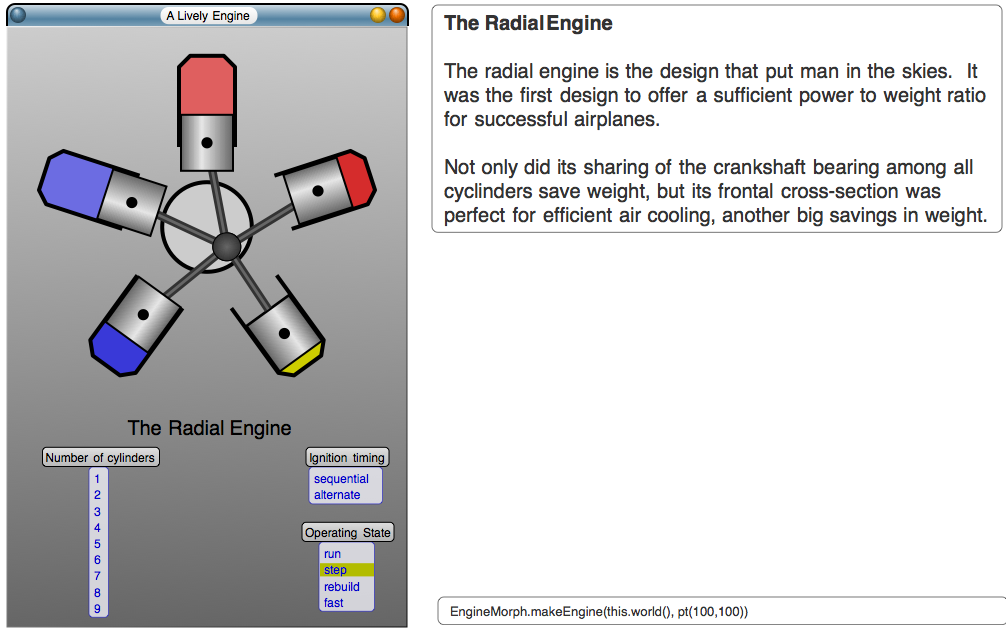 A Lively Engine
The Radial Engine
Number of cylinders
1
2
3
4
5
6
7
8
9
Ignition timing
sequential
alternate
Operating State
run
step
rebuild
fast
The Radial Engine
The radial engine is the design that put man in the skies. It
was the first design to offer a sufficient power to weight ratio
for successful airplanes.
Not only did its sharing of the crankshaft bearing among all
cyclinders save weight, but its frontal cross-section was
perfect for efficient air cooling, another big savings in weight.
EngineMorph.makeEngine(this.world(), pt(100,100))